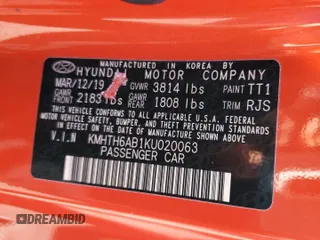 MANUFACTURED IN KOREA BY
HYUNDAI MOTOR COMPANY
MAR/12/19 GVWR 3814 lbs PAINT TT1
GAWR FRONT 2183 lbs GAWR REAR 1808 lbs TRIM RJS
THIS VEHICLE CONFORMS TO ALL APPLICABLE U.S. FEDERAL
MOTOR VEHICLE SAFETY, BUMPER, AND THEFT PREVENTION
STANDARDS IN EFFECT ON THE DATE OF MANUFACTURE
SHOWN ABOVE.
V.I.N KMHTH6AB1KU020063
PASSENGER CAR
DREAMBID